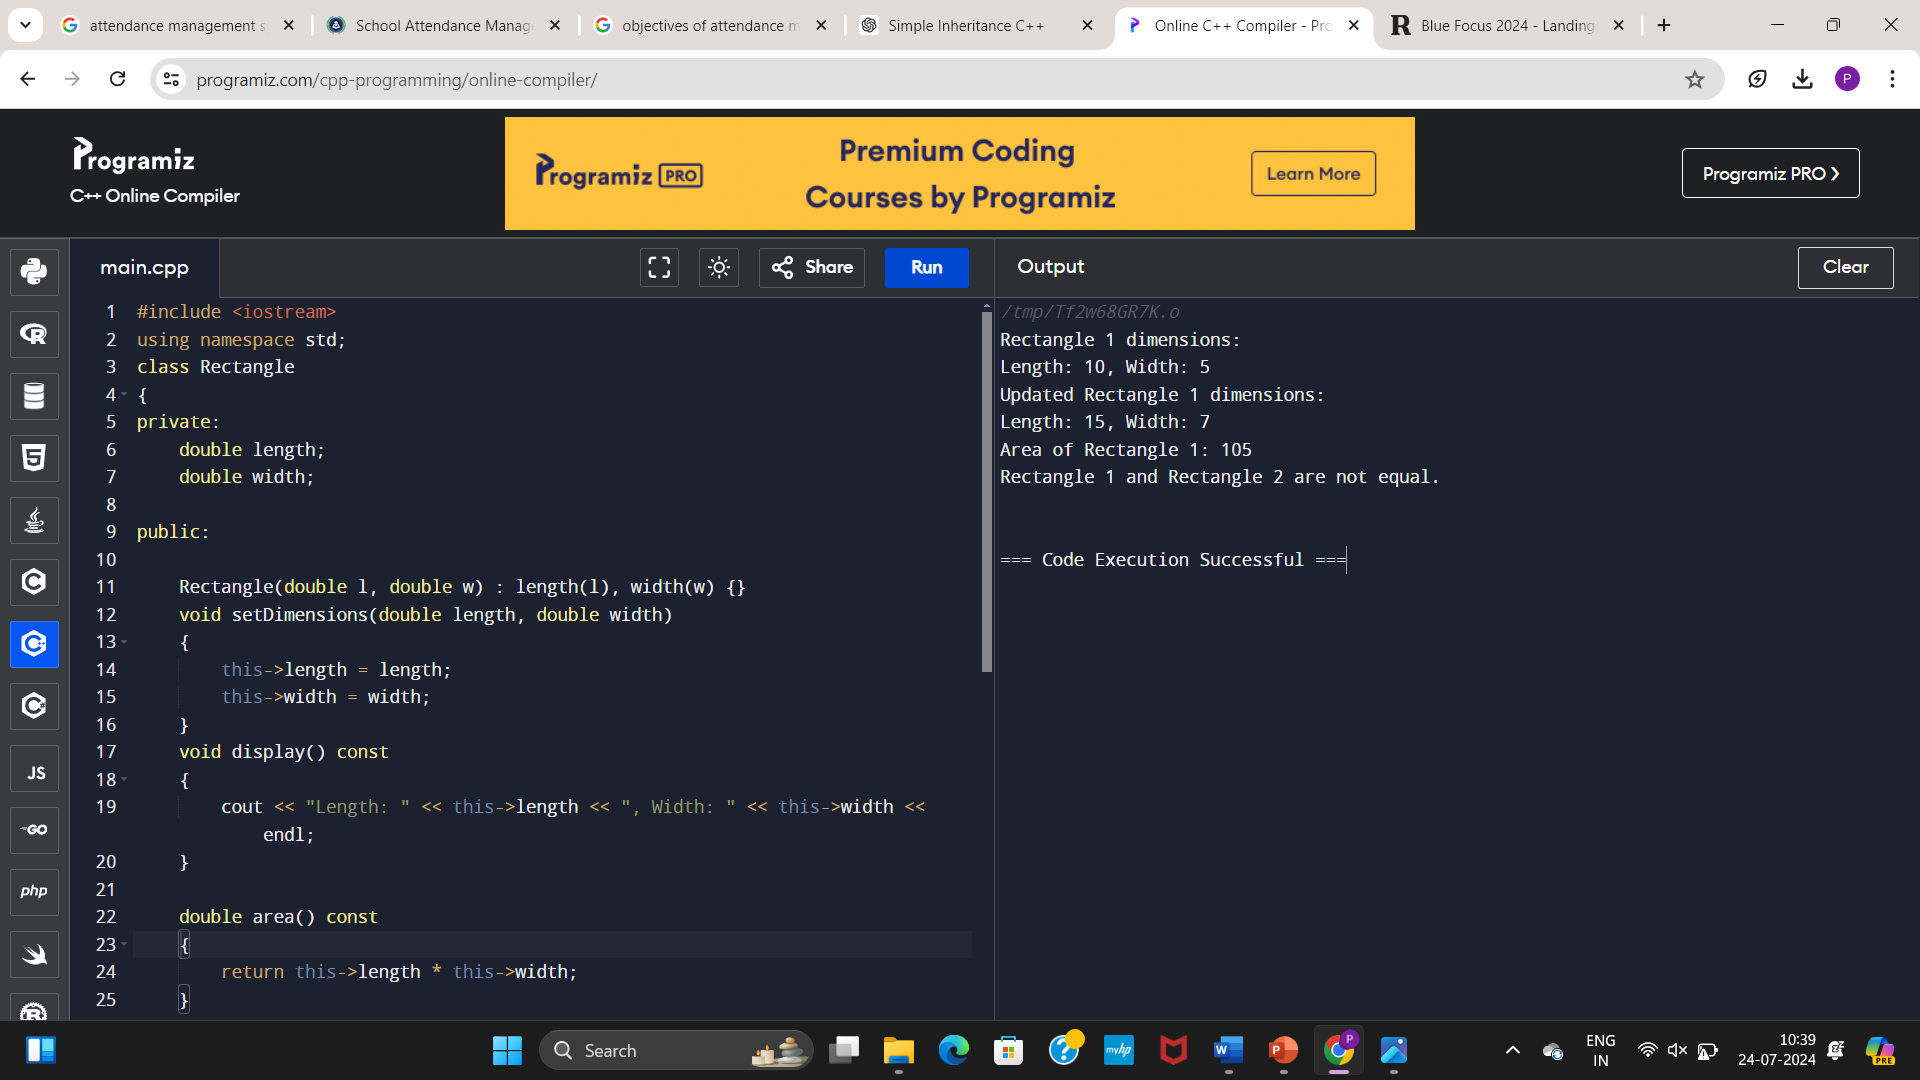 attendance management s
School Attendance Manag
objectives of attendance m
Simple Inheritance C++
Online C++ Compiler - Pro
Blue Focus 2024 - Landing
programiz.com/cpp-programming/online-compiler/
P
Programiz
C++ Online Compiler
Programiz PRO
Premium Coding
Courses by Programiz
Learn More
Programiz PRO
main.cpp
Share
Run
Output
Clear
1 #include <iostream>
2 using namespace std;
3 class Rectangle
4 {
5 private:
6     double length;
7     double width;
8
9 public:
10
11     Rectangle(double l, double w) : length(l), width(w) {}
12     void setDimensions(double length, double width)
13     {
14         this->length = length;
15         this->width = width;
16     }
17     void display() const
18     {
19         cout << "Length: " << this->length << ", Width: " << this->width <<
endl;
20     }
21
22     double area() const
23     {
24         return this->length * this->width;
25     }
/tmp/Tf2w68GR7K.o
Rectangle 1 dimensions:
Length: 10, Width: 5
Updated Rectangle 1 dimensions:
Length: 15, Width: 7
Area of Rectangle 1: 105
Rectangle 1 and Rectangle 2 are not equal.
=== Code Execution Successful ===
R
5
C
C
C
JS
GO
php
R
Search
myhp
W
P
P
ENG
IN
10:39
24-07-2024
PRE